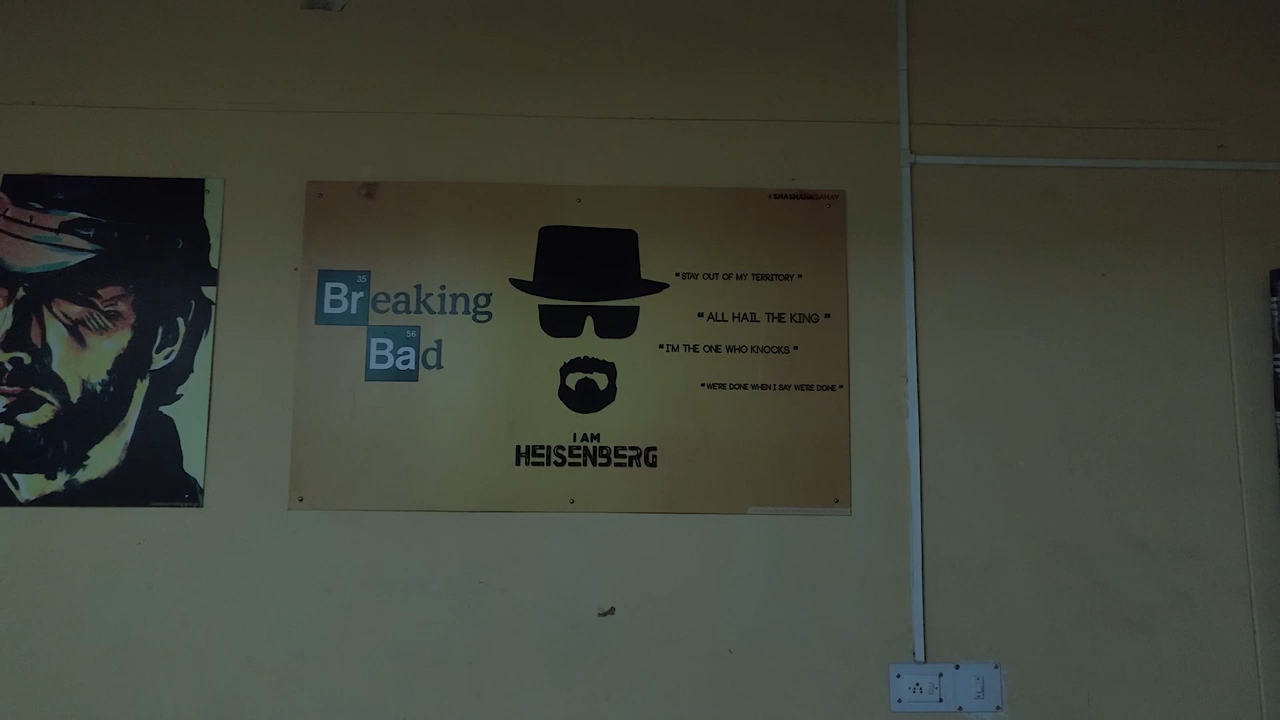 #SHASHANKSAHAY
35
Breaking
56
Bad
"STAY OUT OF MY TERRITORY"
"ALL HAIL THE KING"
"I'M THE ONE WHO KNOCKS"
"WE'RE DONE WHEN I SAY WE'RE DONE"
I AM
HEISENBERG